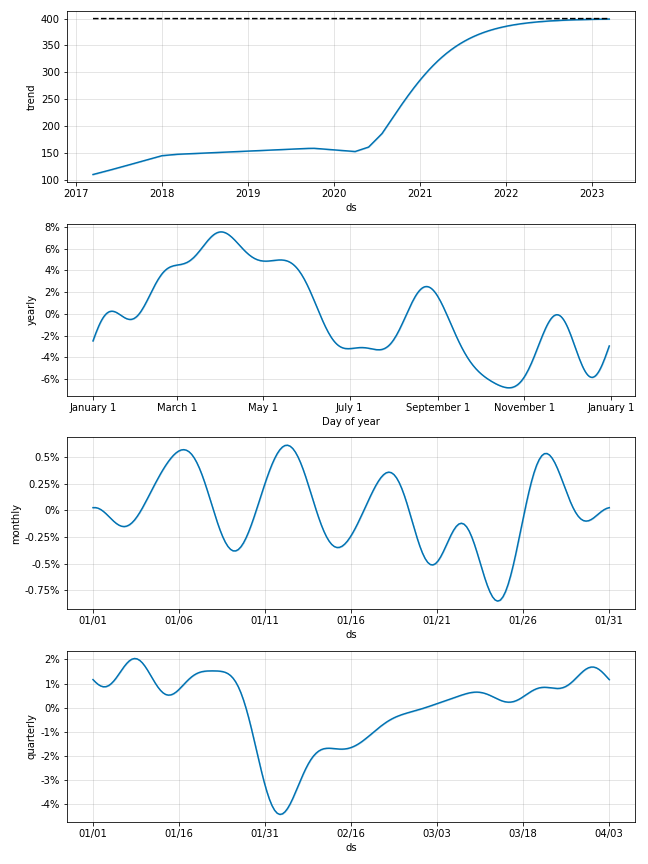 400
350
300
250
200
150
100
trend
2017 2018 2019 2020 2021 2022 2023
ds
8%
6%
4%
2%
0%
-2%
-4%
-6%
yearly
January 1 March 1 May 1 July 1 September 1 November 1 January 1
Day of year
0.5%
0.25%
0%
-0.25%
-0.5%
-0.75%
monthly
01/01 01/06 01/11 01/16 01/21 01/26 01/31
ds
2%
1%
0%
-1%
-2%
-3%
-4%
quarterly
01/01 01/16 01/31 02/16 03/03 03/18 04/03
ds